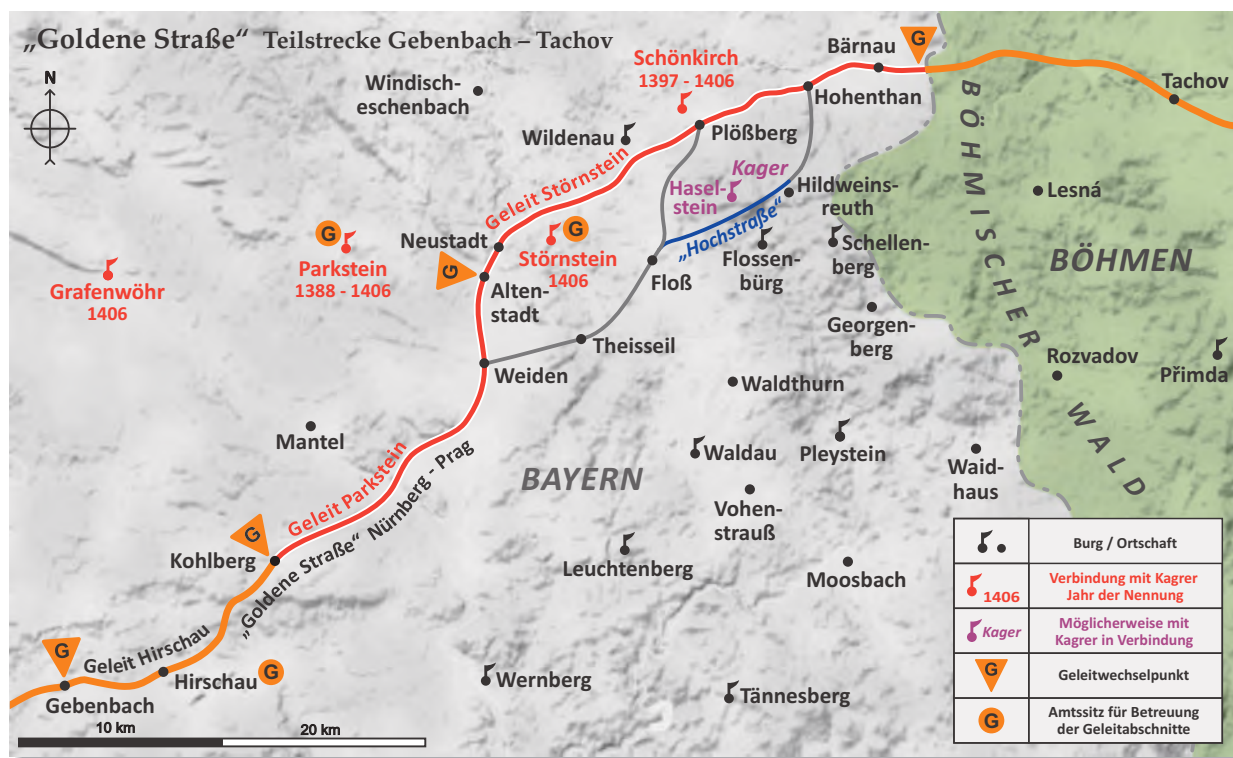 „Goldene Straße“ Teilstrecke Gebenbach – Tachov
N
Windisch-
eschenbach
Schönkirch
1397 - 1406
Bärnau
G
Hohenthan
Tachov
Wildenau
Plößberg
BÖHMISCHER WALD
Geleit Störnstein
Kager
Hasel-
stein
Hildweins-
reuth
Lesná
„Hochstraße“
G
Parkstein
1388 - 1406
Neustadt
G
Störnstein
1406
Grafenwöhr
1406
G
Alten-
stadt
Floß
Flossen-
bürg
Schellen-
berg
BÖHMEN
Georgen-
berg
Theisseil
Weiden
Rozvadov
Přimda
Waldthurn
Mantel
Geleit Parkstein
„Goldene Straße“ Nürnberg - Prag
BAYERN
Waldau
Pleystein
Waid-
haus
Vohen-
strauß
G
Kohlberg
Leuchtenberg
Moosbach
G
Geleit Hirschau
Hirschau
G
Gebenbach
Wernberg
Tännesberg
10 km
20 km
Burg / Ortschaft
1406
Verbindung mit Kagrer
Jahr der Nennung
Kager
Möglicherweise mit
Kagrer in Verbindung
G
Geleitwechselpunkt
G
Amtssitz für Betreuung
der Geleitabschnitte